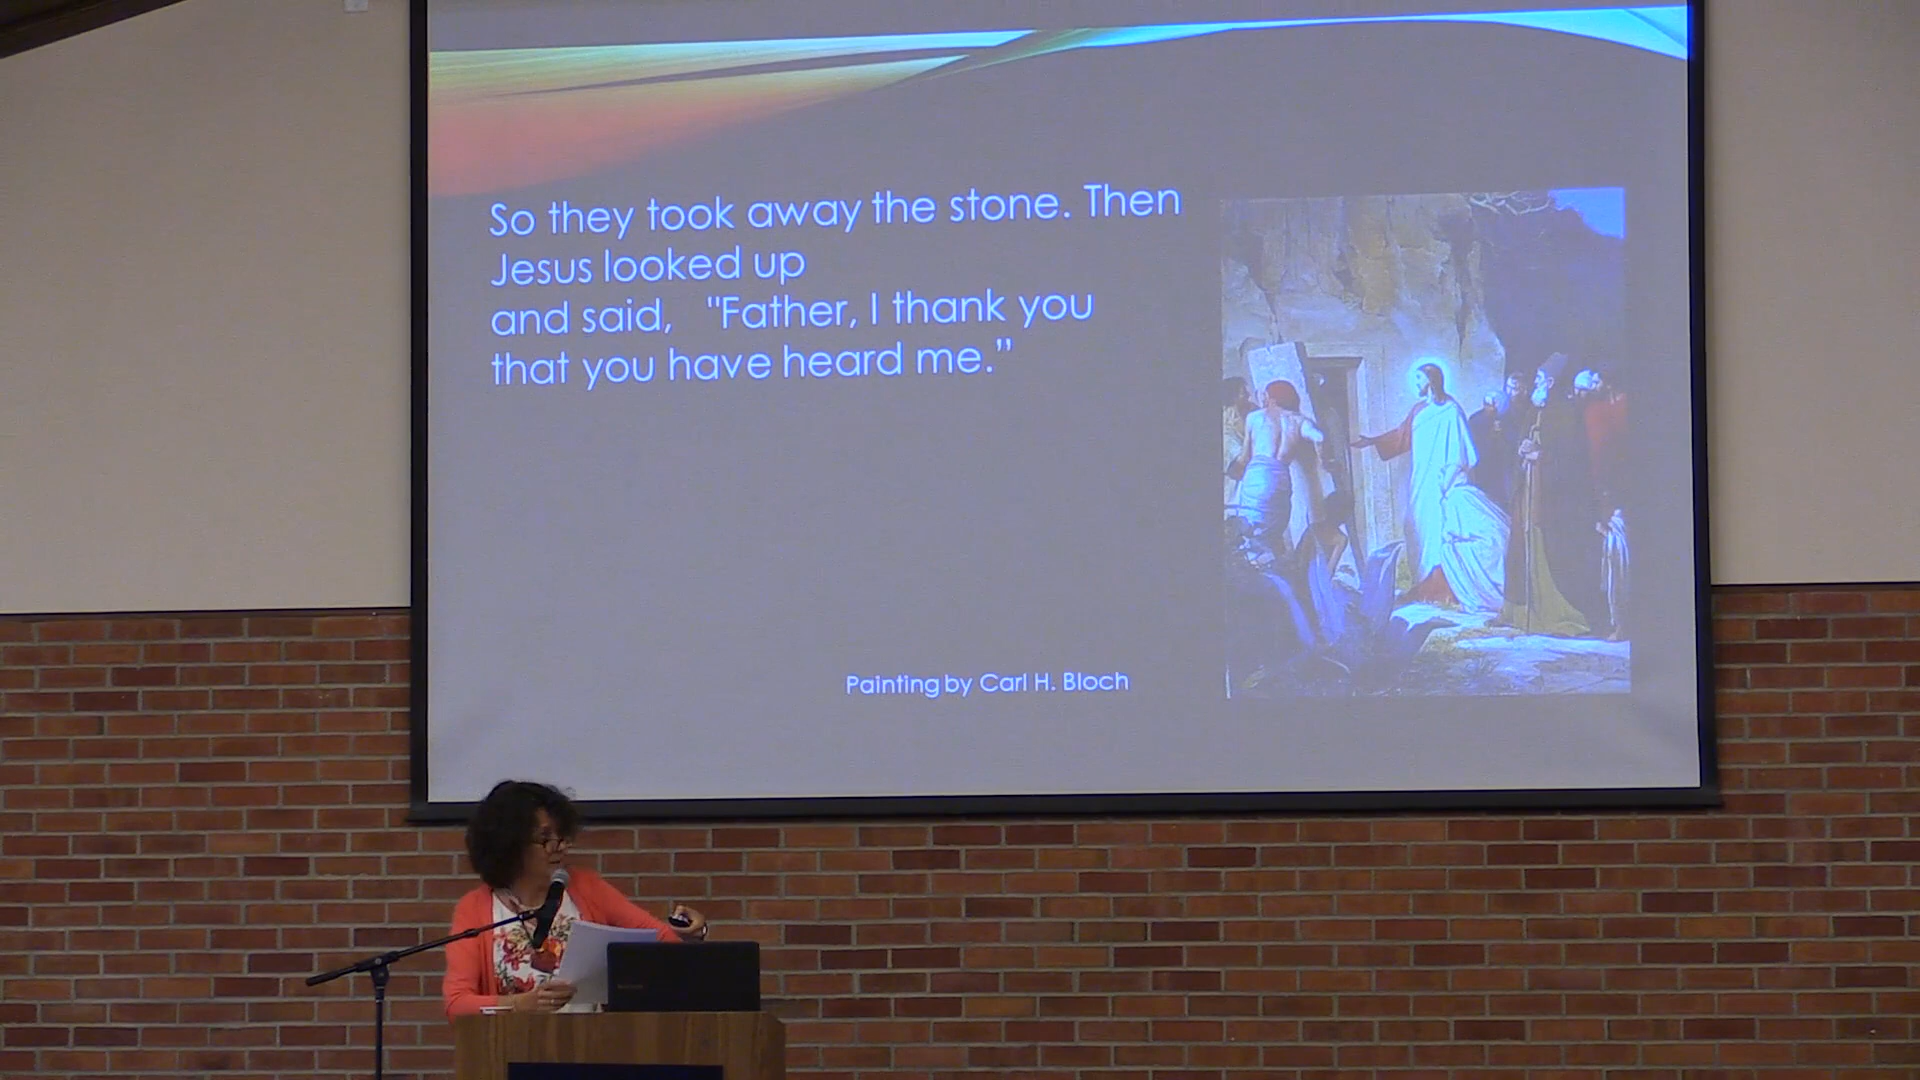 So they took away the stone. Then
Jesus looked up
and said, "Father, I thank you
that you have heard me.”
Painting by Carl H. Bloch